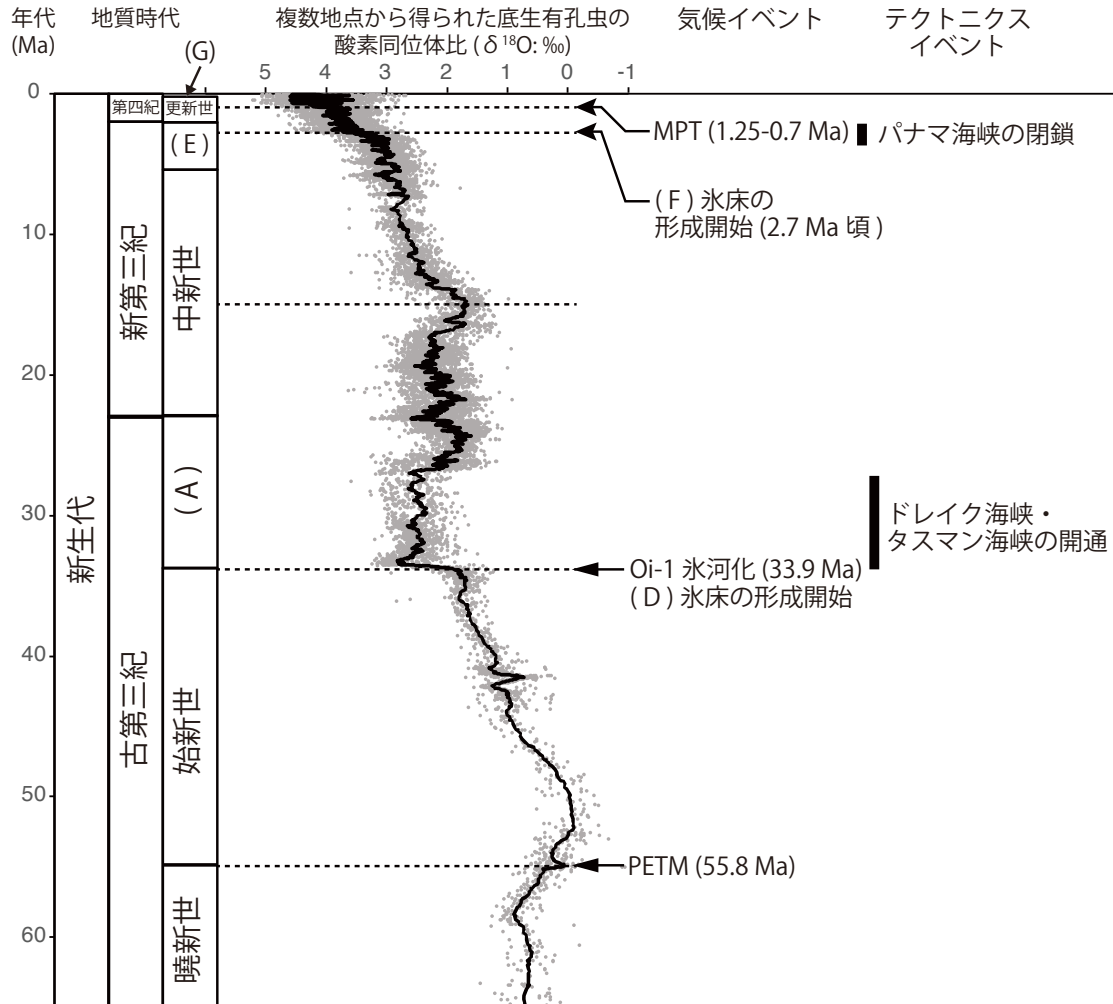 年代
(Ma)
地質時代
複数地点から得られた底生有孔虫の
酸素同位体比 ( δ ¹⁸O: ‰)
気候イベント
テクトニクス
イベント
(G)
5 4 3 2 1 0 -1
0
10
20
30
40
50
60
新生代
第四紀
新第三紀
古第三紀
更新世
( E )
中新世
( A )
始新世
暁新世
MPT (1.25-0.7 Ma)
パナマ海峡の閉鎖
( F ) 氷床の
形成開始 (2.7 Ma 頃 )
ドレイク海峡・
タスマン海峡の開通
Oi-1 氷河化 (33.9 Ma)
( D ) 氷床の形成開始
PETM (55.8 Ma)